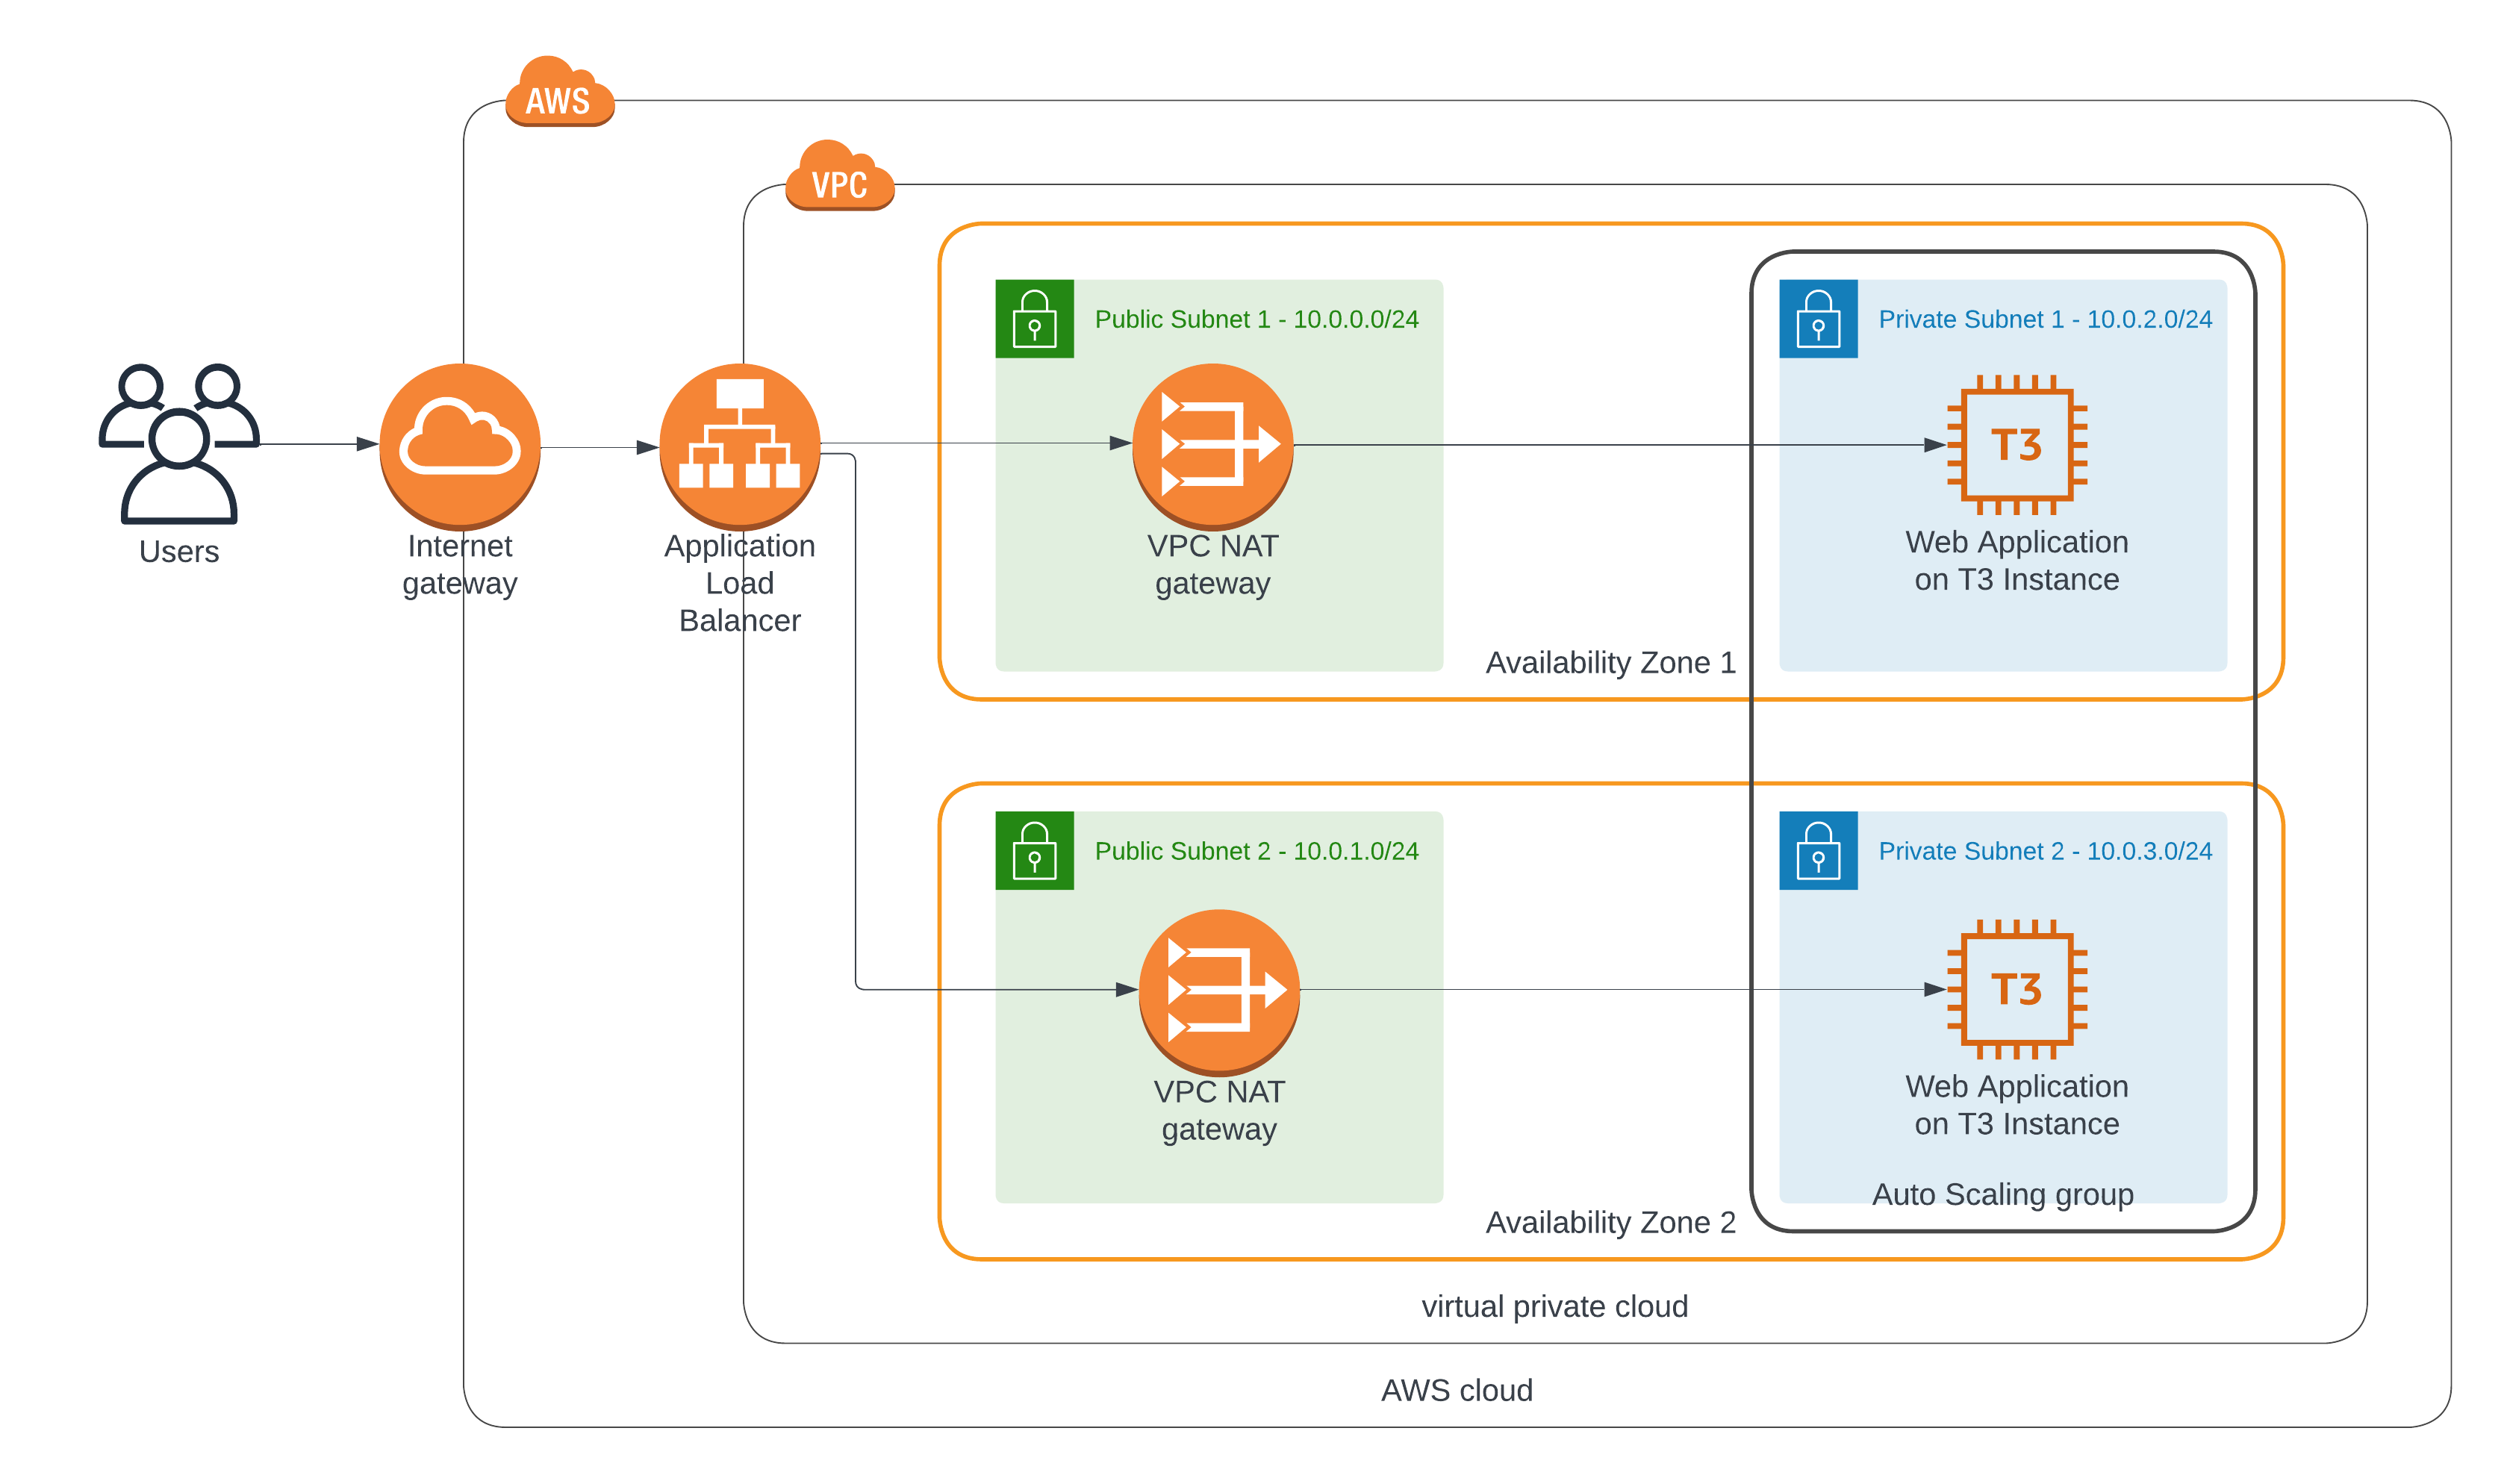 AWS
VPC
Public Subnet 1 - 10.0.0.0/24
Private Subnet 1 - 10.0.2.0/24
T3
Users
Internet
gateway
Application
Load
Balancer
VPC NAT
gateway
Web Application
on T3 Instance
Availability Zone 1
Public Subnet 2 - 10.0.1.0/24
Private Subnet 2 - 10.0.3.0/24
T3
VPC NAT
gateway
Web Application
on T3 Instance
Auto Scaling group
Availability Zone 2
virtual private cloud
AWS cloud